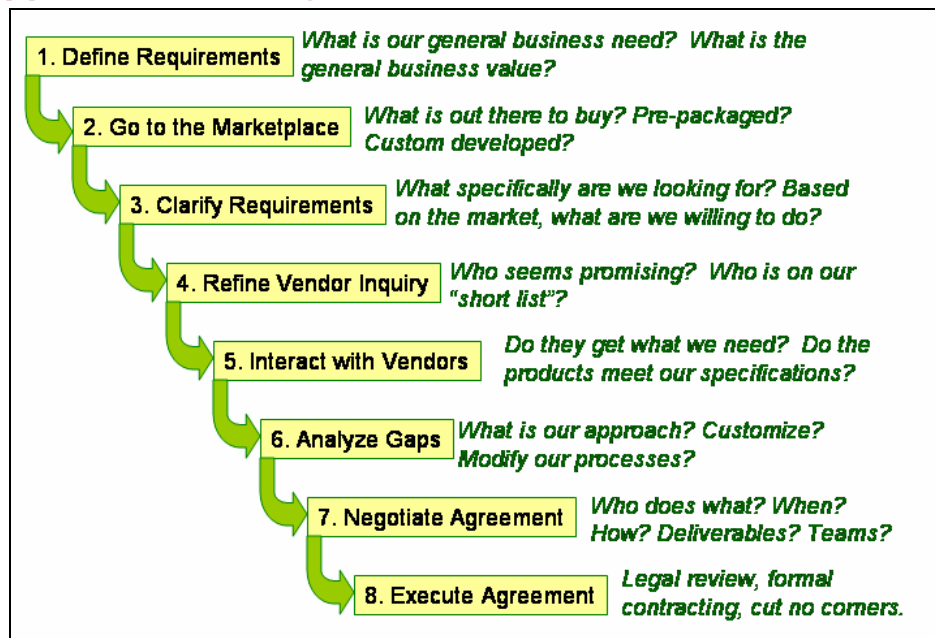 1. Define Requirements
What is our general business need? What is the
general business value?
2. Go to the Marketplace
What is out there to buy? Pre-packaged?
Custom developed?
3. Clarify Requirements
What specifically are we looking for? Based
on the market, what are we willing to do?
4. Refine Vendor Inquiry
Who seems promising? Who is on our
“short list”?
5. Interact with Vendors
Do they get what we need? Do the
products meet our specifications?
6. Analyze Gaps
What is our approach? Customize?
Modify our processes?
7. Negotiate Agreement
Who does what? When?
How? Deliverables? Teams?
8. Execute Agreement
Legal review, formal
contracting, cut no corners.